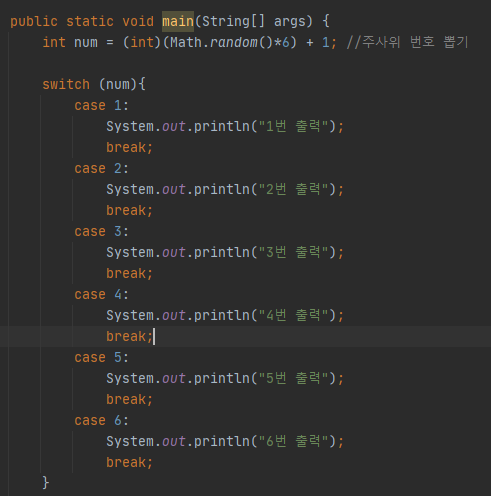 public static void main(String[] args) {
int num = (int)(Math.random()*6) + 1; //주사위 번호 뽑기
switch (num){
case 1:
System.out.println("1번 출력");
break;
case 2:
System.out.println("2번 출력");
break;
case 3:
System.out.println("3번 출력");
break;
case 4:
System.out.println("4번 출력");
break;
case 5:
System.out.println("5번 출력");
break;
case 6:
System.out.println("6번 출력");
break;
}